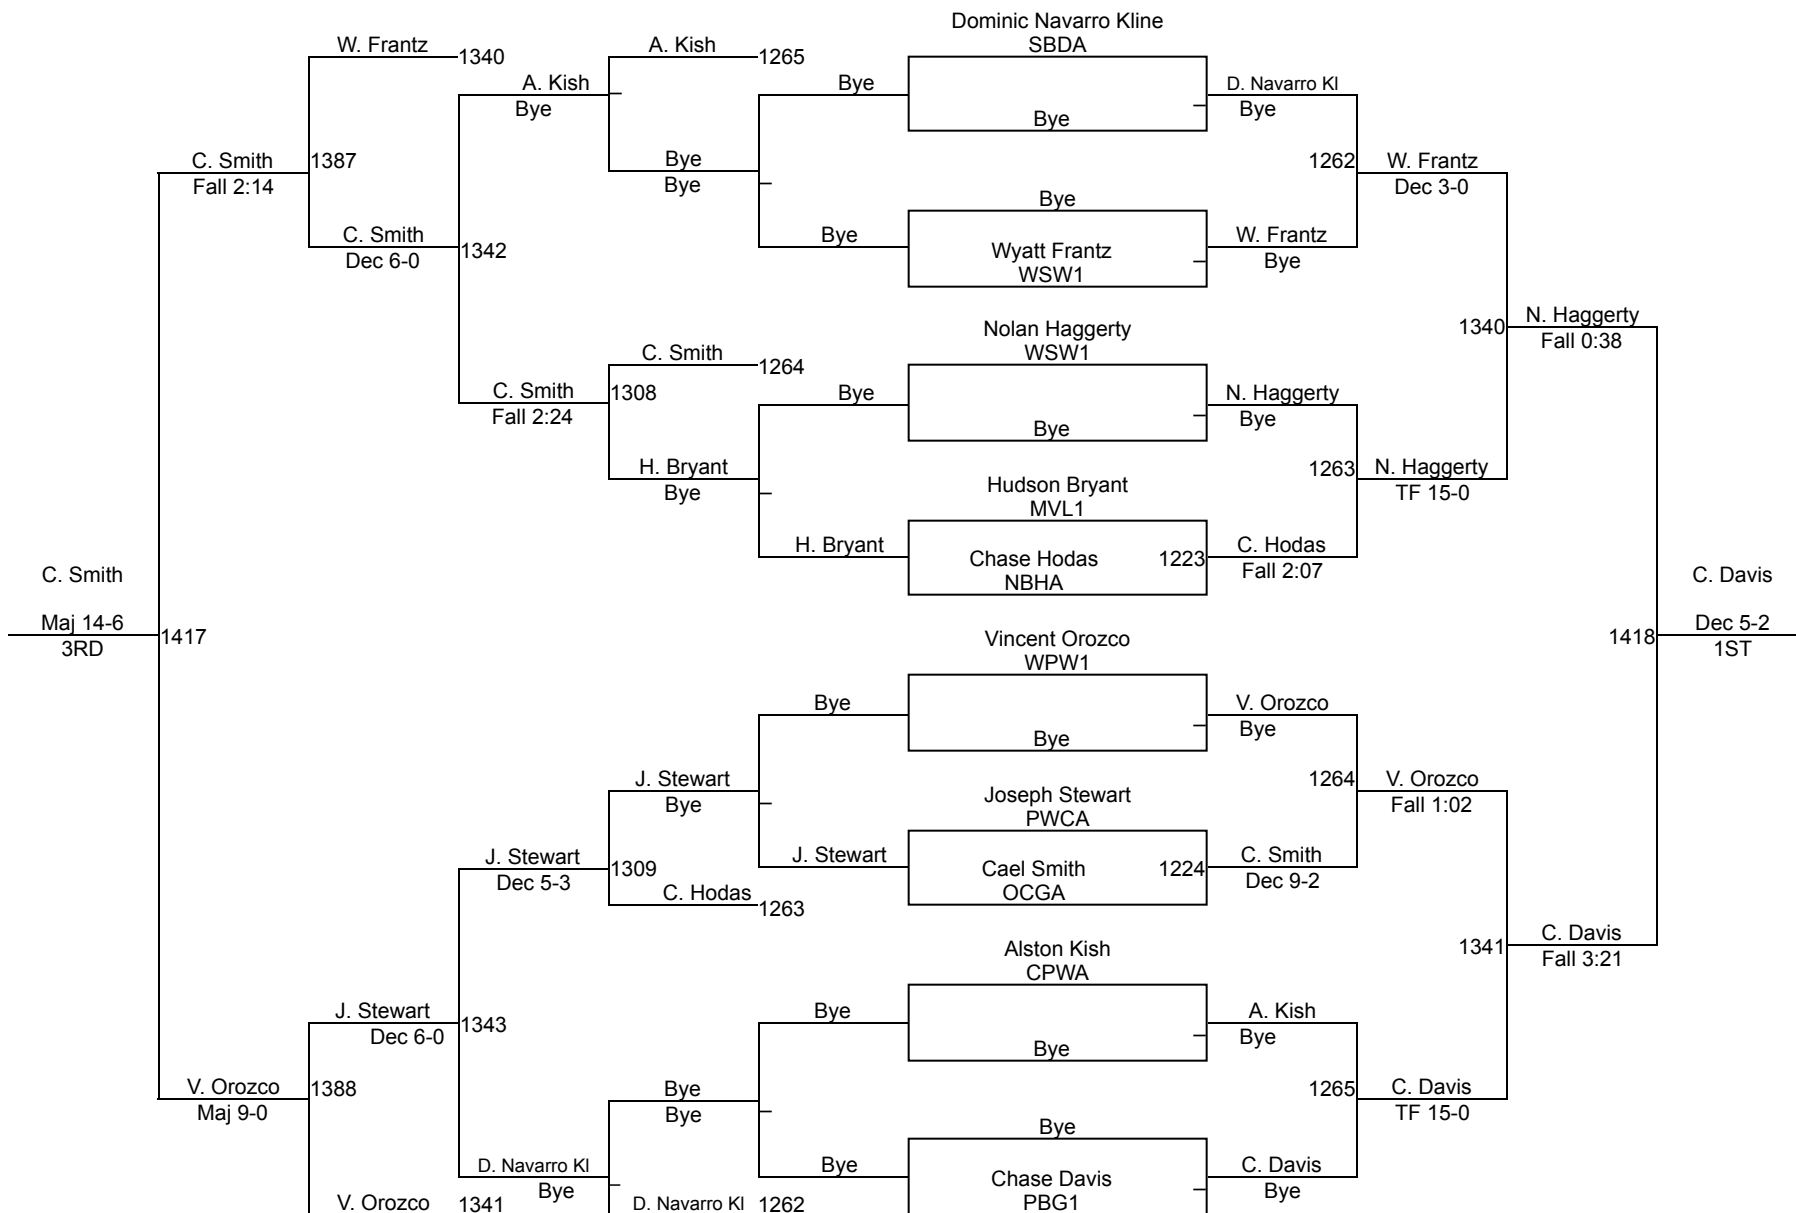 Dominic Navarro Kline
W. Frantz
1340
A. Kish
1265
SBDA
A. Kish
Bye
Bye
D. Navarro Kl
Bye
Bye
Bye
C. Smith
Fall 2:14
1387
Bye
Bye
1262
W. Frantz
Dec 3-0
Bye
C. Smith
Dec 6-0
1342
Bye
Wyatt Frantz
WSW1
W. Frantz
Bye
Nolan Haggerty
WSW1
1340
N. Haggerty
Fall 0:38
C. Smith
1264
C. Smith
Fall 2:24
1308
Bye
Bye
N. Haggerty
Bye
H. Bryant
Bye
Hudson Bryant
MVL1
1263
N. Haggerty
TF 15-0
H. Bryant
Chase Hodas
NBHA
1223
C. Hodas
Fall 2:07
C. Smith
Maj 14-6
3RD
1417
C. Davis
Dec 5-2
1ST
1418
Vincent Orozco
WPW1
Bye
Bye
V. Orozco
Bye
J. Stewart
Bye
Joseph Stewart
PWCA
1264
V. Orozco
Fall 1:02
J. Stewart
Dec 5-3
1309
J. Stewart
Cael Smith
OCGA
1224
C. Smith
Dec 9-2
C. Hodas
1263
Alston Kish
CPWA
1341
C. Davis
Fall 3:21
J. Stewart
Dec 6-0
1343
Bye
Bye
A. Kish
Bye
V. Orozco
Maj 9-0
1388
Bye
Bye
1265
C. Davis
TF 15-0
Bye
D. Navarro Kl
Bye
Bye
Chase Davis
PBG1
C. Davis
Bye
V. Orozco
1341
D. Navarro Kl
1262